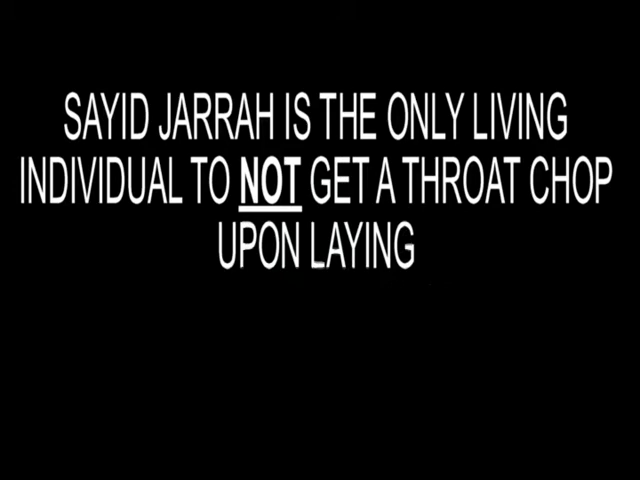 SAYID JARRAH IS THE ONLY LIVING
INDIVIDUAL TO NOT GET A THROAT CHOP
UPON LAYING